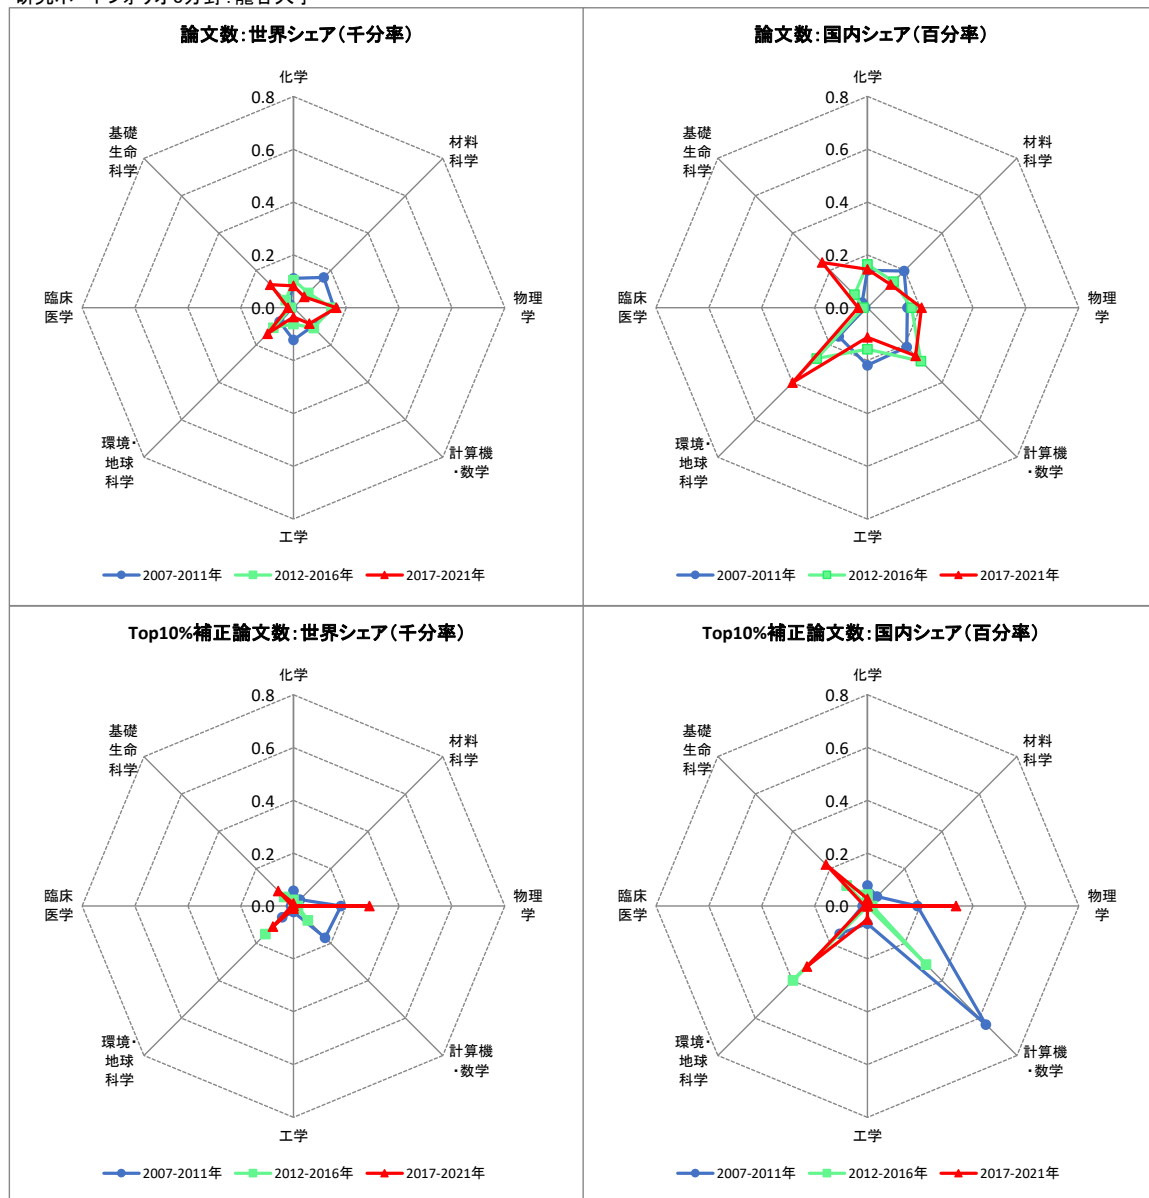 論文数：世界シェア（千分率）
化学
0.8
0.6
0.4
0.2
0.0
材料
科学
物理
学
計算機
・数学
工学
環境・
地球
科学
臨床
医学
基礎
生命
科学
2007-2011年
2012-2016年
2017-2021年
論文数：国内シェア（百分率）
化学
0.8
0.6
0.4
0.2
0.0
材料
科学
物理
学
計算機
・数学
工学
環境・
地球
科学
臨床
医学
基礎
生命
科学
2007-2011年
2012-2016年
2017-2021年
Top10%補正論文数：世界シェア（千分率）
化学
0.8
0.6
0.4
0.2
0.0
材料
科学
物理
学
計算機
・数学
工学
環境・
地球
科学
臨床
医学
基礎
生命
科学
2007-2011年
2012-2016年
2017-2021年
Top10%補正論文数：国内シェア（百分率）
化学
0.8
0.6
0.4
0.2
0.0
材料
科学
物理
学
計算機
・数学
工学
環境・
地球
科学
臨床
医学
基礎
生命
科学
2007-2011年
2012-2016年
2017-2021年